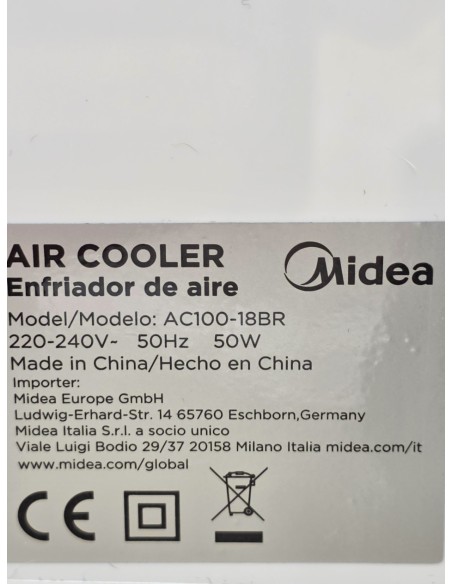 AIR COOLER
Midea
Enfriador de aire
Model/Modelo: AC100-18BR
220-240V~ 50Hz 50W
Made in China/Hecho en China
Importer:
Midea Europe GmbH
Ludwig-Erhard-Str. 14 65760 Eschborn,Germany
Midea Italia S.r.l. a socio unico
Viale Luigi Bodio 29/37 20158 Milano Italia midea.com/it
www.midea.com/global
CE